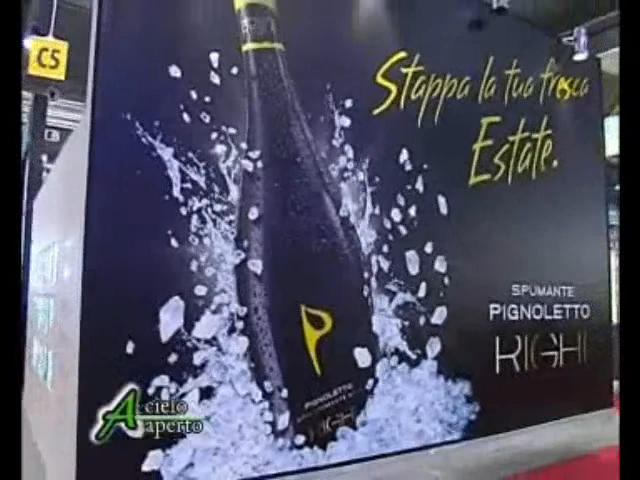 C5
Stappa la tua fresca
Estate.
SPUMANTE
PIGNOLETTO
RIGHI
P
PIGNOLETTO
A cielo
aperto